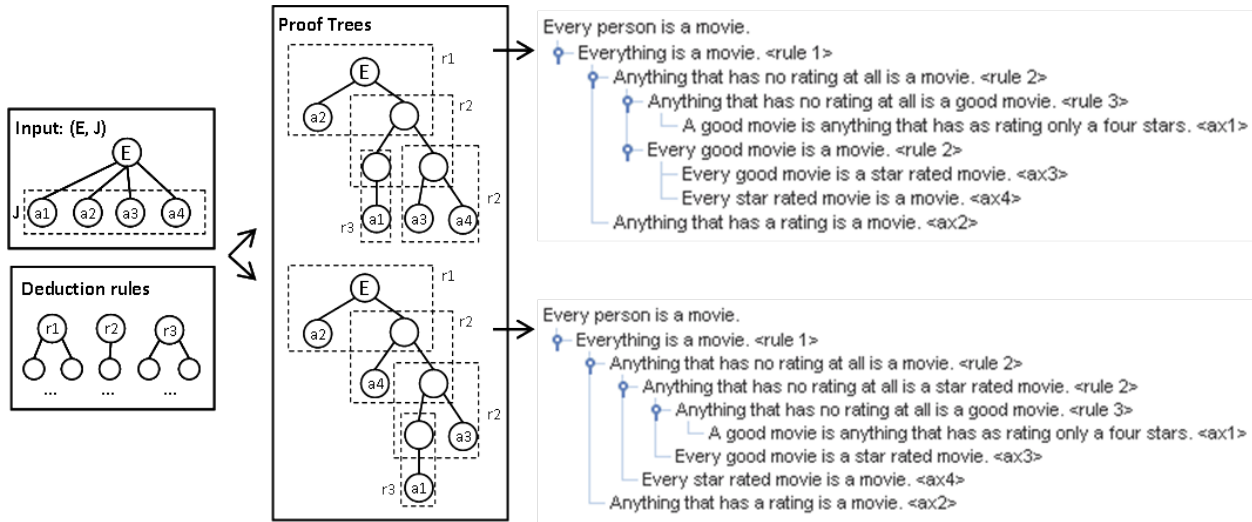 Input: (E, J)
E
J
a1 a2 a3 a4
Deduction rules
r1 r2 r3
... ... ...
Proof Trees
E
r1
a2
r2
a1 a3 a4
r2
r3
E
r1
a2
r2
a4
r2
a3
r3
a1
Every person is a movie.
Everything is a movie. <rule 1>
Anything that has no rating at all is a movie. <rule 2>
Anything that has no rating at all is a good movie. <rule 3>
A good movie is anything that has as rating only a four stars. <ax1>
Every good movie is a movie. <rule 2>
Every good movie is a star rated movie. <ax3>
Every star rated movie is a movie. <ax4>
Anything that has a rating is a movie. <ax2>
Every person is a movie.
Everything is a movie. <rule 1>
Anything that has no rating at all is a movie. <rule 2>
Anything that has no rating at all is a star rated movie. <rule 2>
Anything that has no rating at all is a good movie. <rule 3>
A good movie is anything that has as rating only a four stars. <ax1>
Every good movie is a star rated movie. <ax3>
Every star rated movie is a movie. <ax4>
Anything that has a rating is a movie. <ax2>